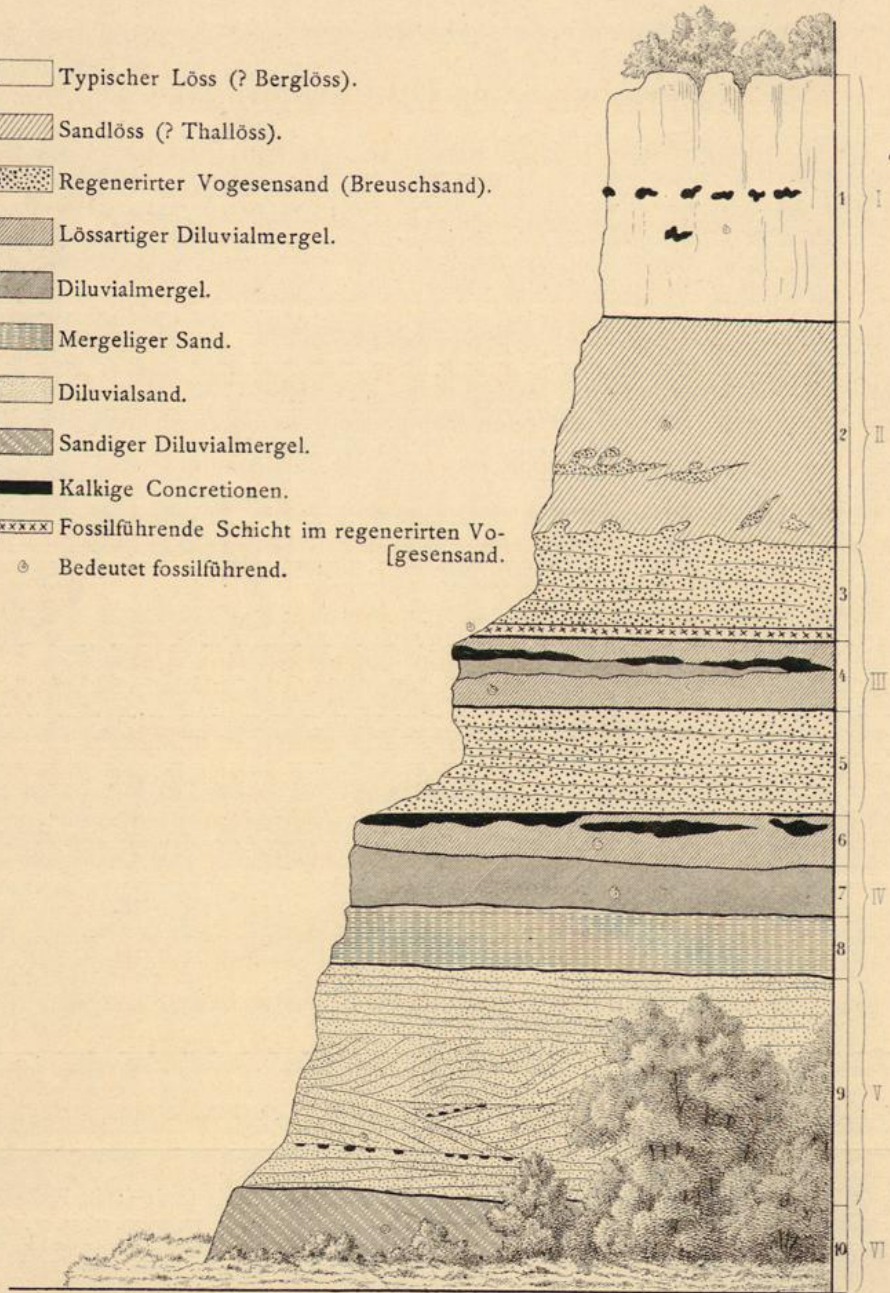 Typischer Löss (? Berglöss).
Sandlöss (? Thallöss).
Regenerirter Vogesensand (Breuschsand).
Lössartiger Diluvialmergel.
Diluvialmergel.
Mergeliger Sand.
Diluvialsand.
Sandiger Diluvialmergel.
Kalkige Concretionen.
Fossilführende Schicht im regenerirten Vo-
[gesensand.
Bedeutet fossilführend.
1 I
2 II
3
4 III
5
6
7 IV
8
9 V
10 VI